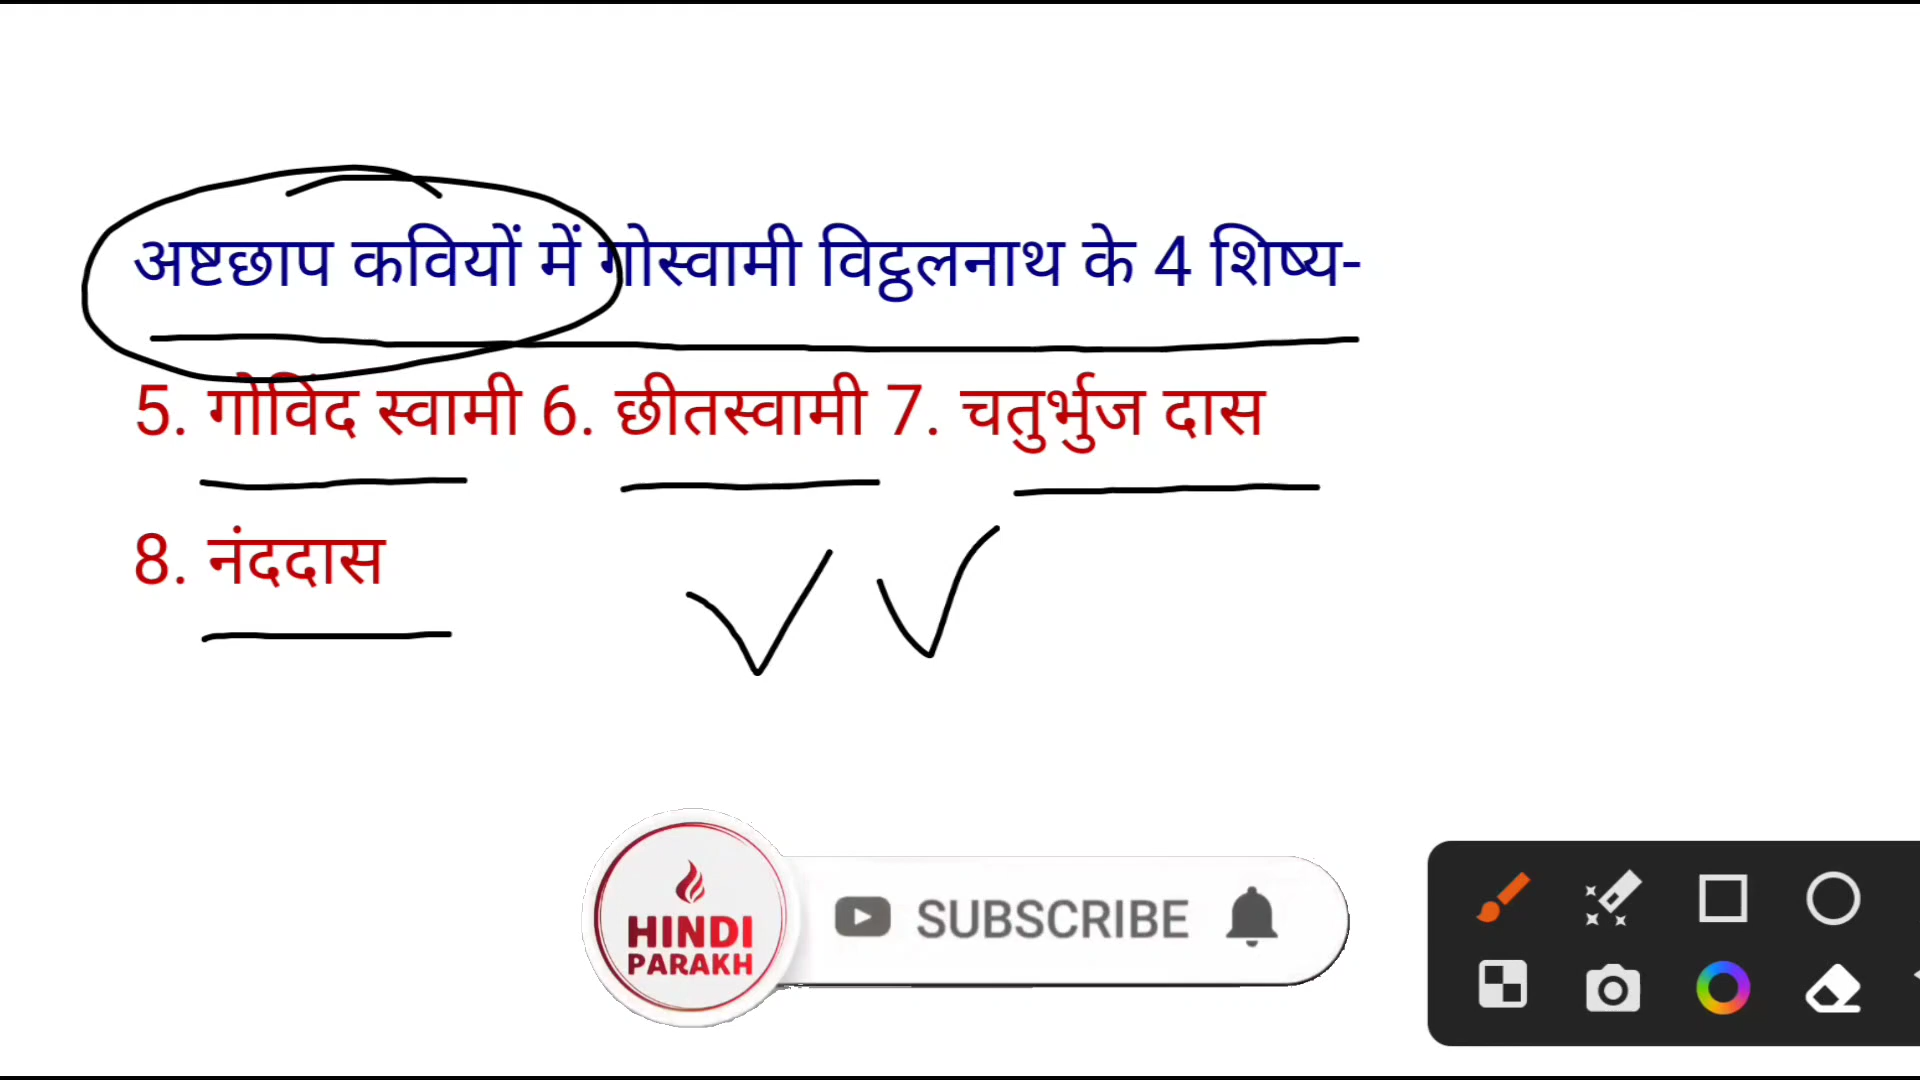 अष्टछाप कवियों में गोस्वामी विट्ठलनाथ के 4 शिष्य-
5. गोविंद स्वामी 6. छीतस्वामी 7. चतुर्भुज दास
8. नंददास
HINDI
PARAKH
SUBSCRIBE